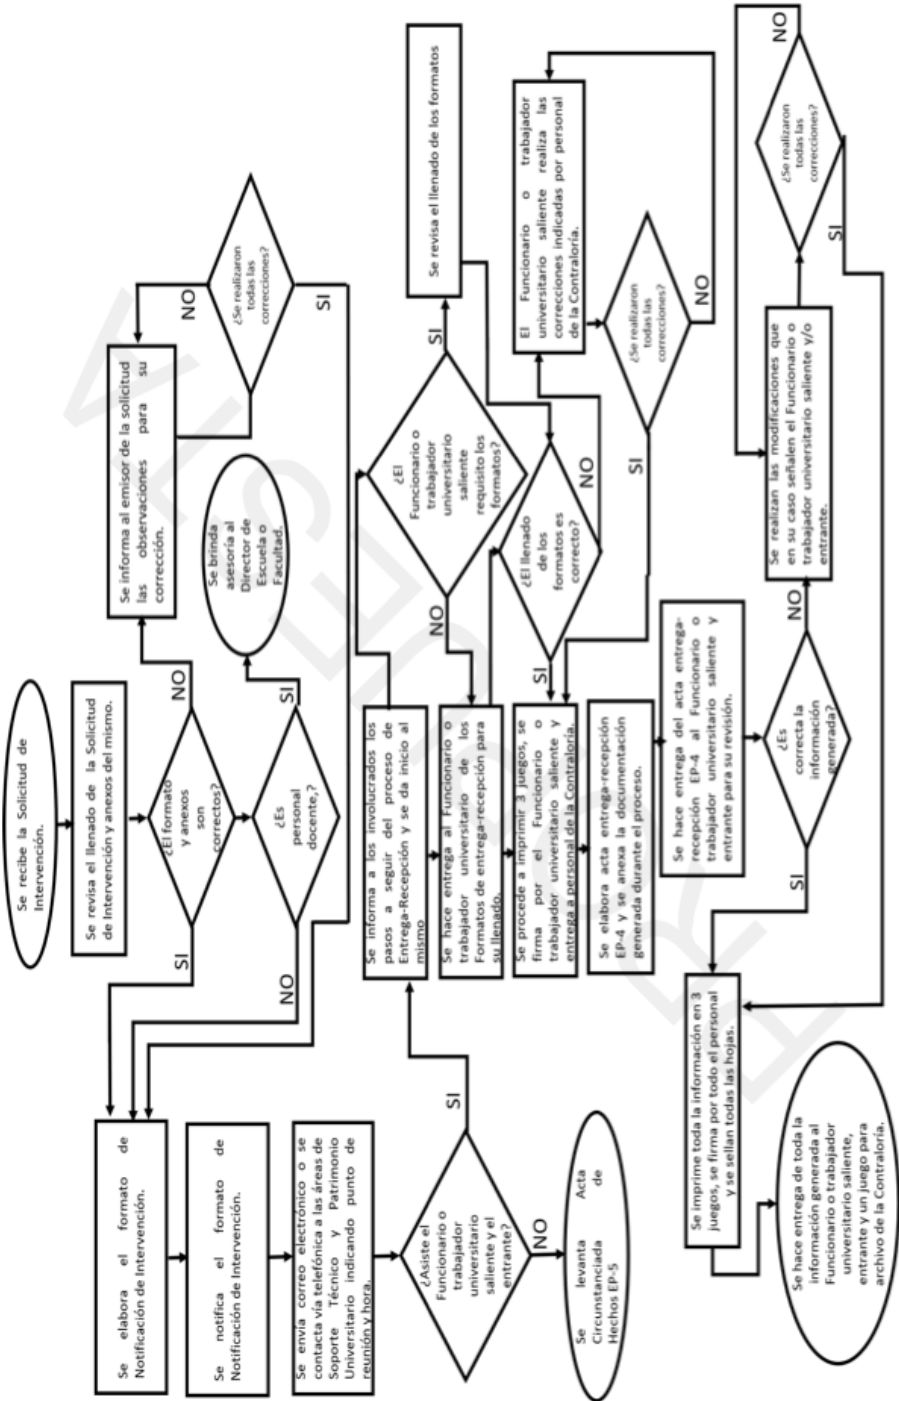 Se recibe la Solicitud de
Intervención.
Se revisa el llenado de la Solicitud
de Intervención y anexos del mismo.
¿El formato
y anexos
son
correctos?
SI
NO
Se informa al emisor de la solicitud
las observaciones para su
corrección.
¿Se realizaron
todas las
correcciones?
NO
SI
¿Es
personal
docente,?
SI
NO
Se brinda
asesoría al
Director de
Escuela o
Facultad.
Se elabora el formato de
Notificación de Intervención.
Se notifica el formato de
Notificación de Intervención.
Se envía correo electrónico o se
contacta vía telefónica a las áreas de
Soporte Técnico y Patrimonio
Universitario indicando punto de
reunión y hora.
¿Asiste el
Funcionario o
trabajador
universitario
saliente y el
entrante?
SI
NO
Se levanta Acta
Circunstanciada de
Hechos EP-5
Se informa a los involucrados los
pasos a seguir del proceso de
Entrega-Recepción y se da inicio al
mismo
Se hace entrega al Funcionario o
trabajador universitario de los
Formatos de entrega-recepción para
su llenado.
¿El
Funcionario o
trabajador
universitario
saliente
requisito los
formatos?
SI
NO
Se revisa el llenado de los formatos
¿El llenado
de los
formatos es
correcto?
SI
NO
El Funcionario o trabajador
universitario saliente realiza las
correcciones indicadas por personal
de la Contraloría.
¿Se realizaron
todas las
correcciones?
SI
NO
Se procede a imprimir 3 juegos, se
firma por el Funcionario o
trabajador universitario saliente y
entrega a personal de la Contraloría.
Se elabora acta entrega-recepción
EP-4 y se anexa la documentación
generada durante el proceso.
Se hace entrega del acta entrega-
recepción EP-4 al Funcionario o
trabajador universitario saliente y
entrante para su revisión.
¿Es
correcta la
información
generada?
SI
NO
Se realizan las modificaciones que
en su caso señalen el Funcionario o
trabajador universitario saliente y/o
entrante.
¿Se realizaron
todas las
correcciones?
NO
SI
Se imprime toda la información en 3
juegos, se firma por todo el personal
y se sellan todas las hojas.
Se hace entrega de toda la
información generada al
Funcionario o trabajador
universitario saliente,
entrante y un juego para
archivo de la Contraloría.